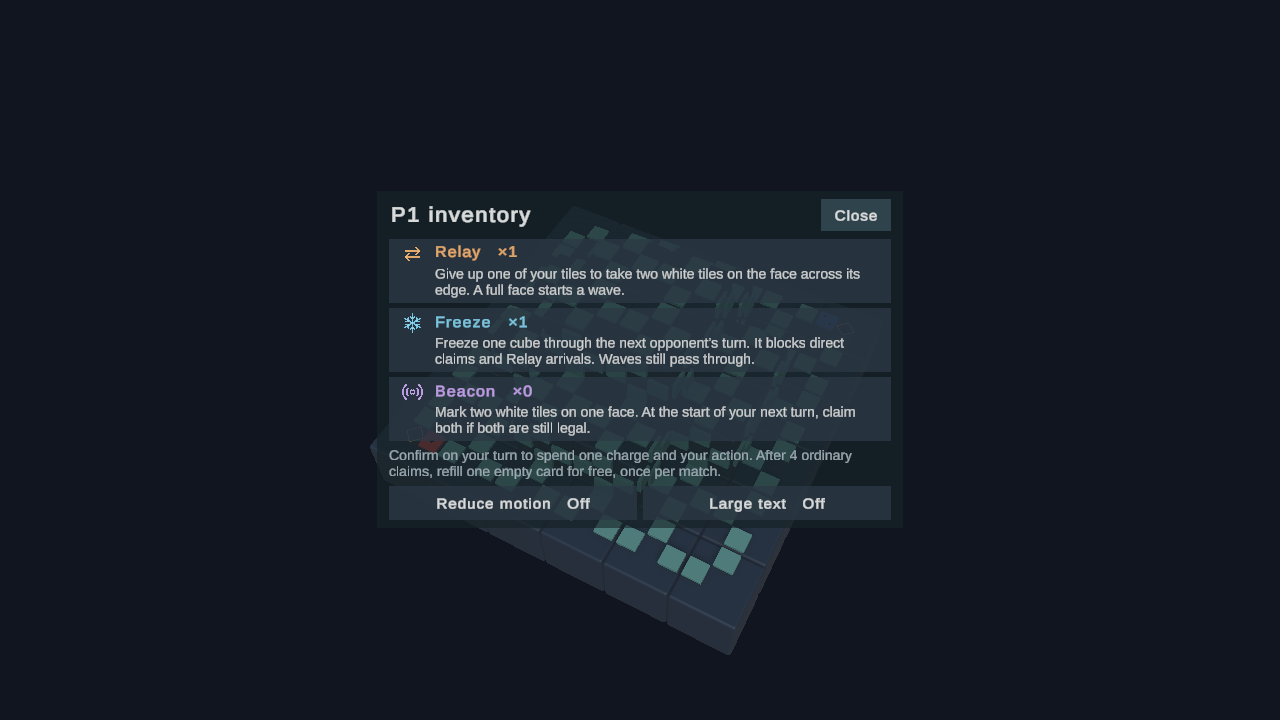 P1 inventory
Close
Relay ×1
Give up one of your tiles to take two white tiles on the face across its
edge. A full face starts a wave.
Freeze ×1
Freeze one cube through the next opponent's turn. It blocks direct
claims and Relay arrivals. Waves still pass through.
Beacon ×0
Mark two white tiles on one face. At the start of your next turn, claim
both if both are still legal.
Confirm on your turn to spend one charge and your action. After 4 ordinary
claims, refill one empty card for free, once per match.
Reduce motion Off
Large text Off